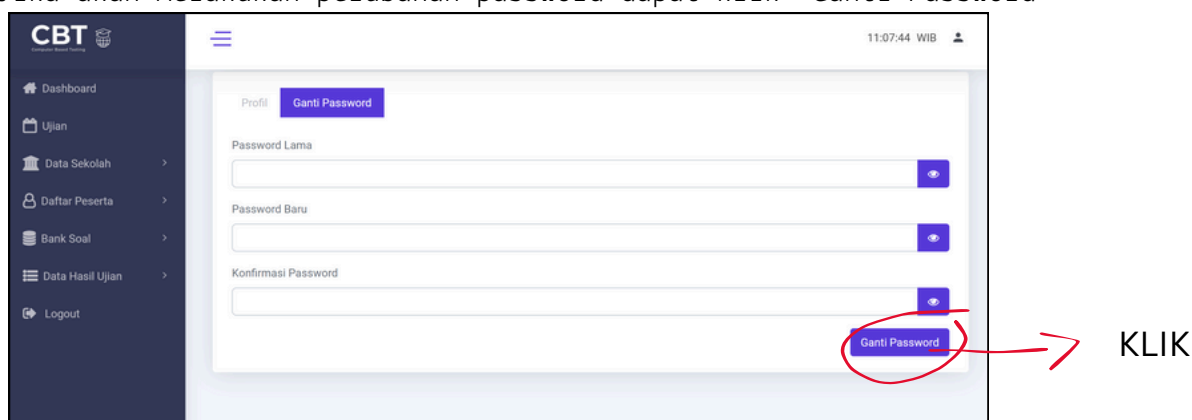 akan melakukan perubahan password dapat klik "Ganti Password"
CBT
Computer Based Testing
11:07:44 WIB
Dashboard
Ujian
Data Sekolah
Daftar Peserta
Bank Soal
Data Hasil Ujian
Logout
Profil
Ganti Password
Password Lama
Password Baru
Konfirmasi Password
Ganti Password
KLIK